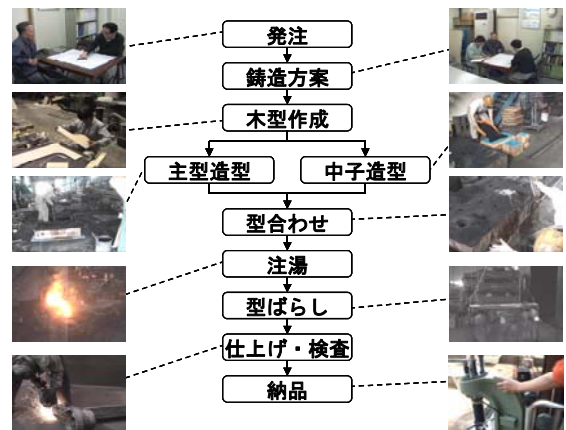 発注
鋳造方案
木型作成
主型造型
中子造型
型合わせ
注湯
型ばらし
仕上げ・検査
納品